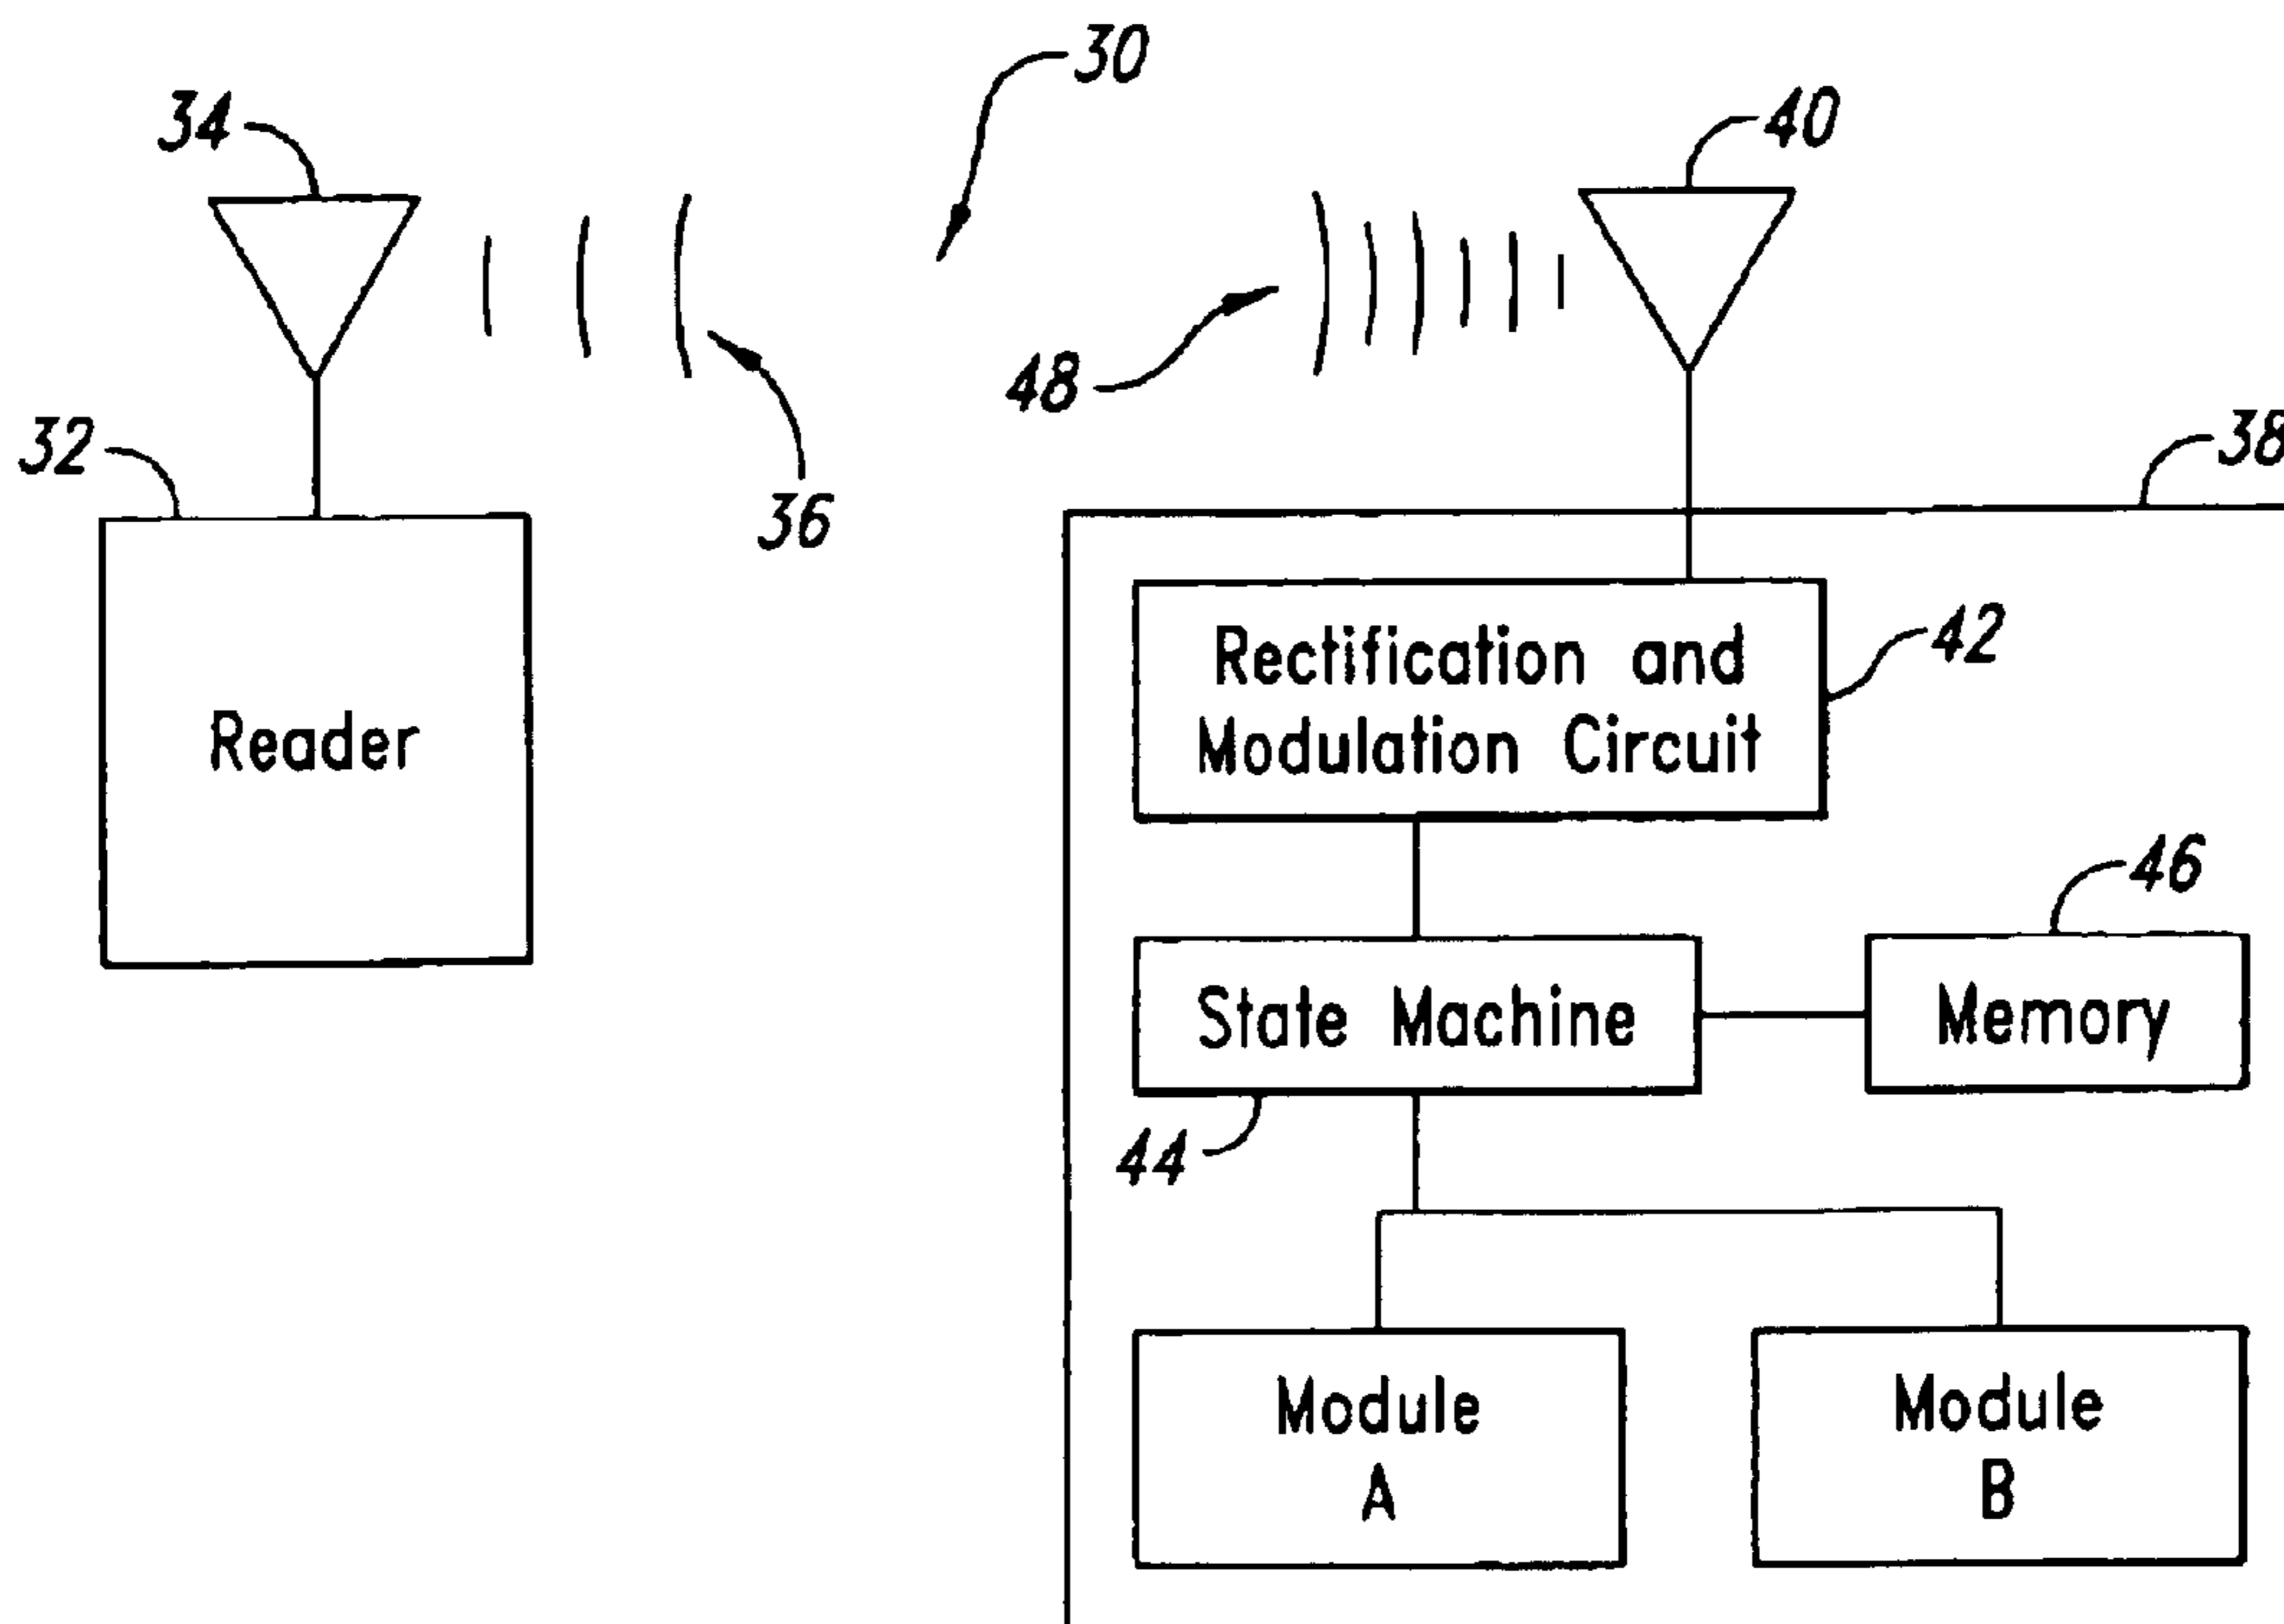 30
34
40
48
36
32
38
Reader
Rectification and
Modulation Circuit
42
46
State Machine
Memory
44
Module
A
Module
B